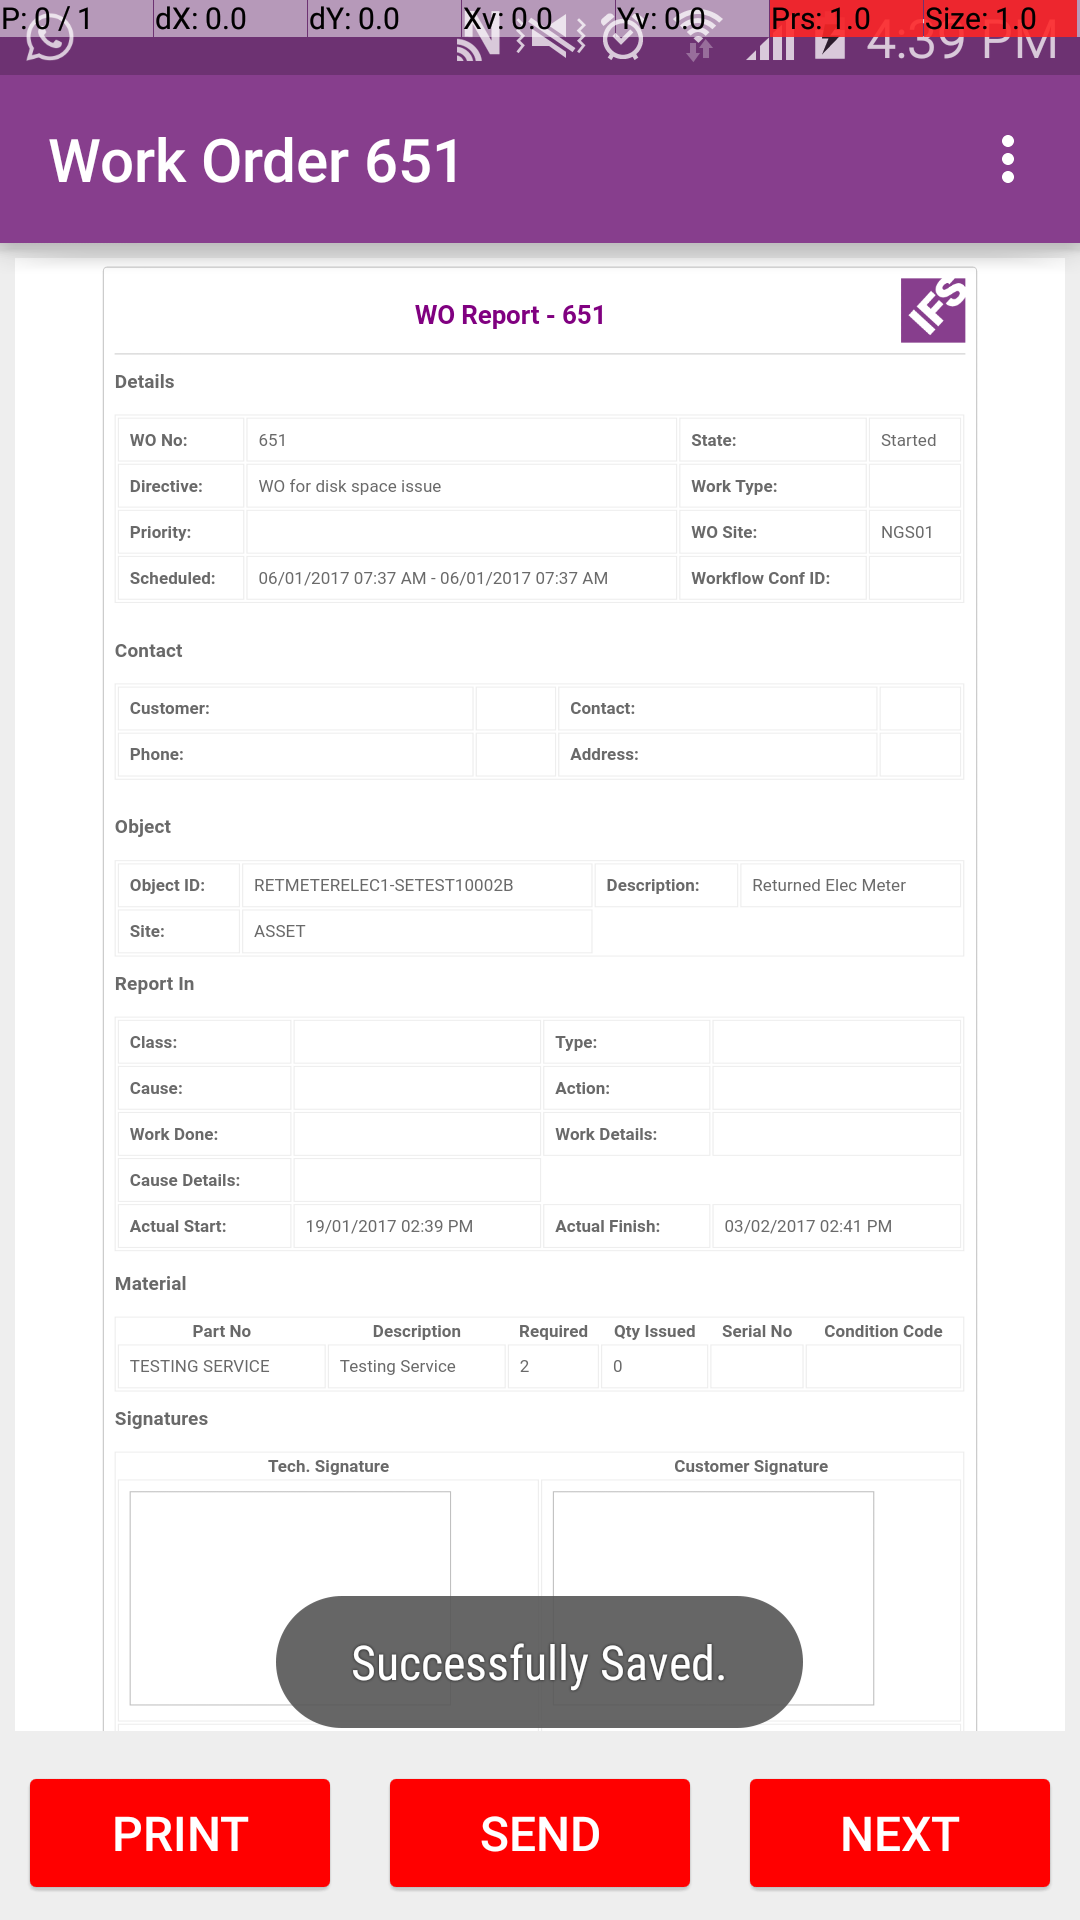 P: 0 / 1 dX: 0.0 dY: 0.0 Xv: 0.0 Yv: 0.0 Prs: 1.0 Size: 1.0
4:39 PM
Work Order 651
WO Report - 651 IFS
Details
WO No: 651 State: Started
Directive: WO for disk space issue Work Type:
Priority: WO Site: NGS01
Scheduled: 06/01/2017 07:37 AM - 06/01/2017 07:37 AM Workflow Conf ID:
Contact
Customer: Contact:
Phone: Address:
Object
Object ID: RETMETERELEC1-SETEST10002B Description: Returned Elec Meter
Site: ASSET
Report In
Class: Type:
Cause: Action:
Work Done: Work Details:
Cause Details:
Actual Start: 19/01/2017 02:39 PM Actual Finish: 03/02/2017 02:41 PM
Material
Part No Description Required Qty Issued Serial No Condition Code
TESTING SERVICE Testing Service 2 0
Signatures
Tech. Signature Customer Signature
Successfully Saved.
PRINT SEND NEXT